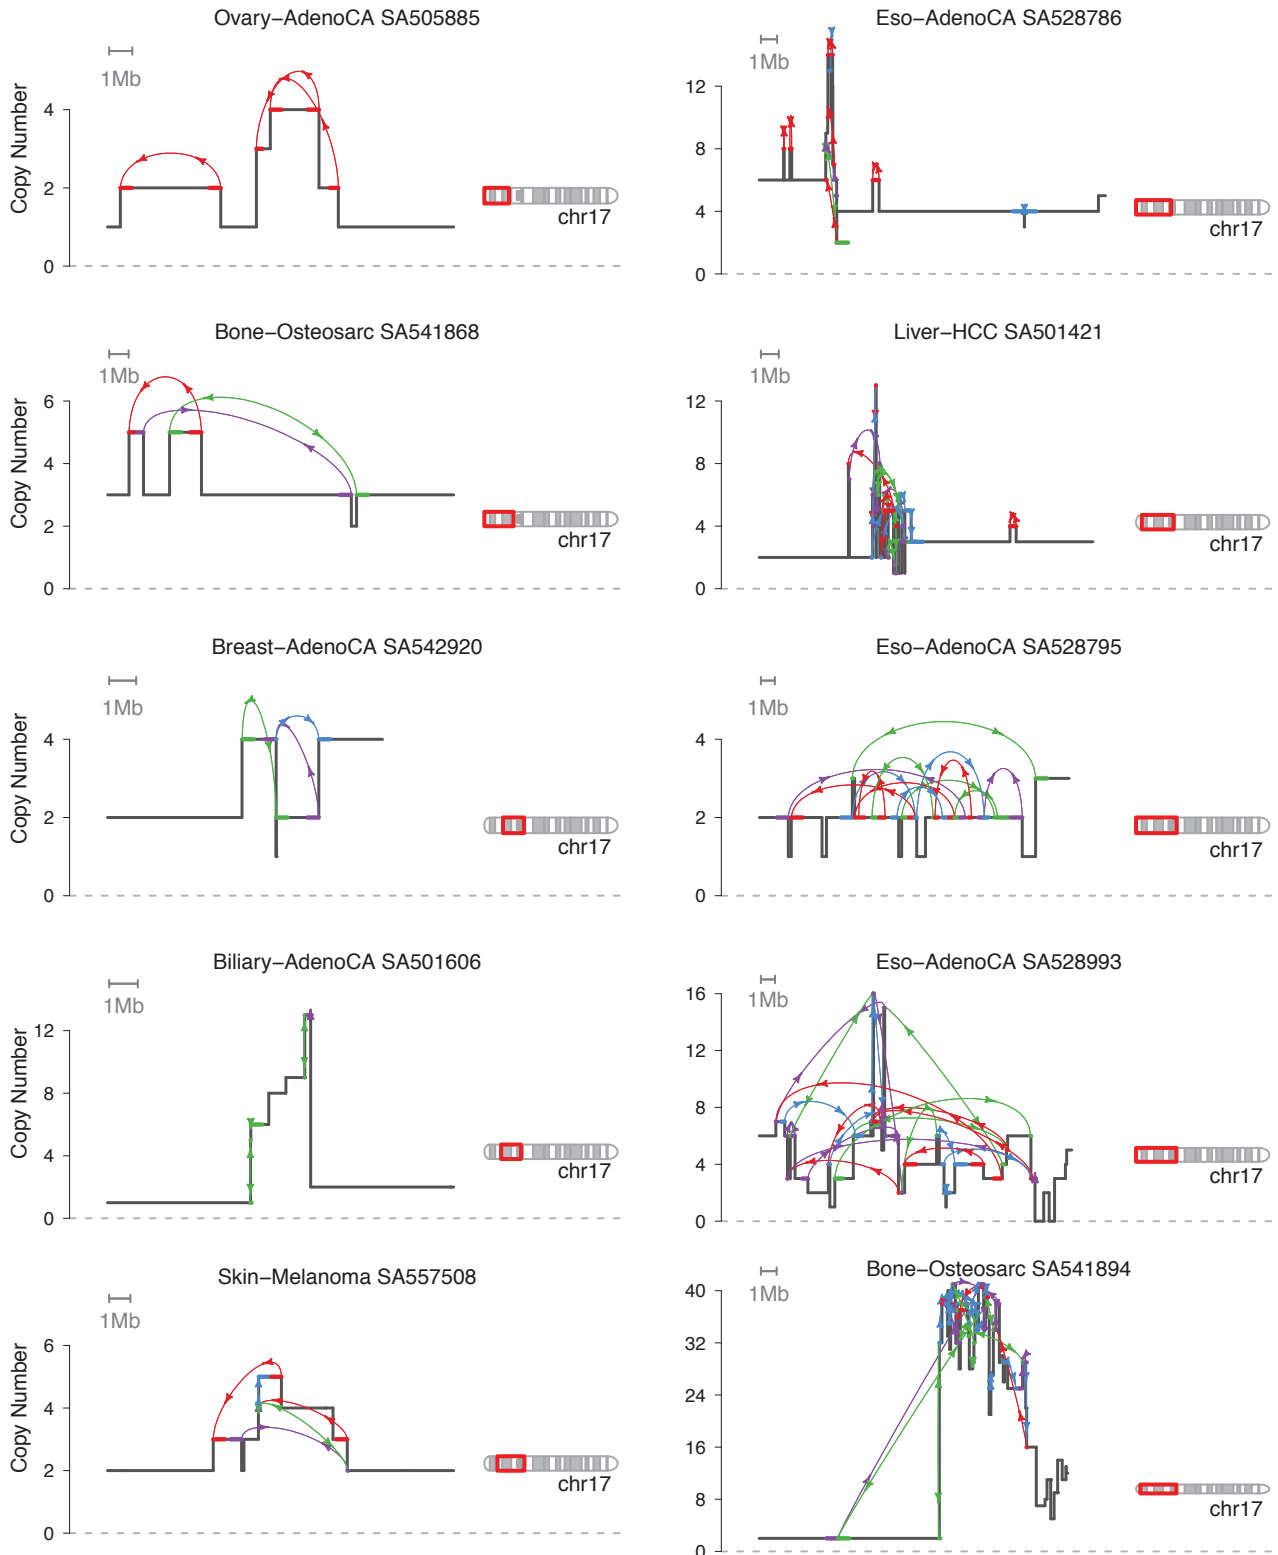 Ovary−AdenoCA SA505885
1Mb
Copy Number
4
2
0
chr17
Eso−AdenoCA SA528786
1Mb
12
8
4
0
chr17
Bone−Osteosarc SA541868
1Mb
Copy Number
6
4
2
0
chr17
Liver−HCC SA501421
1Mb
12
8
4
0
chr17
Breast−AdenoCA SA542920
1Mb
Copy Number
4
2
0
chr17
Eso−AdenoCA SA528795
1Mb
4
2
0
chr17
Biliary−AdenoCA SA501606
1Mb
Copy Number
12
8
4
0
chr17
Eso−AdenoCA SA528993
1Mb
16
12
8
4
0
chr17
Skin−Melanoma SA557508
1Mb
Copy Number
6
4
2
0
chr17
Bone−Osteosarc SA541894
1Mb
40
32
24
16
8
0
chr17